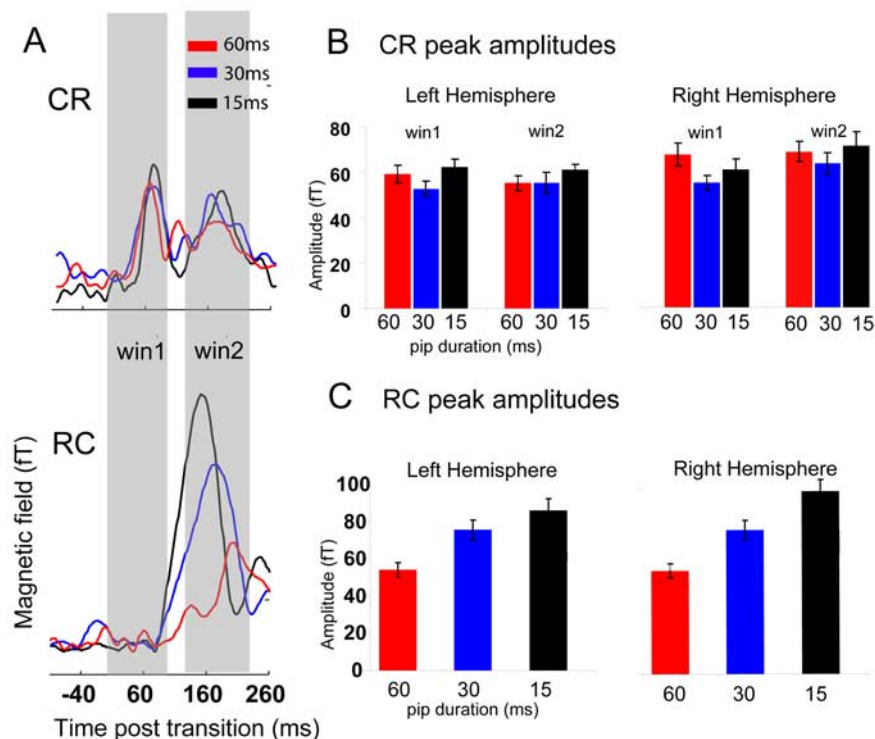 A
60ms
30ms
15ms
CR
win1 win2
RC
Magnetic field (fT)
-40 60 160 260
Time post transition (ms)
B CR peak amplitudes
Left Hemisphere Right Hemisphere
win1 win2 win1 win2
80
60
40
20
0
Amplitude (fT)
60 30 15 60 30 15 60 30 15 60 30 15
pip duration (ms)
C RC peak amplitudes
Left Hemisphere Right Hemisphere
100
80
60
40
20
0
Amplitude (fT)
60 30 15 60 30 15
pip duration (ms)